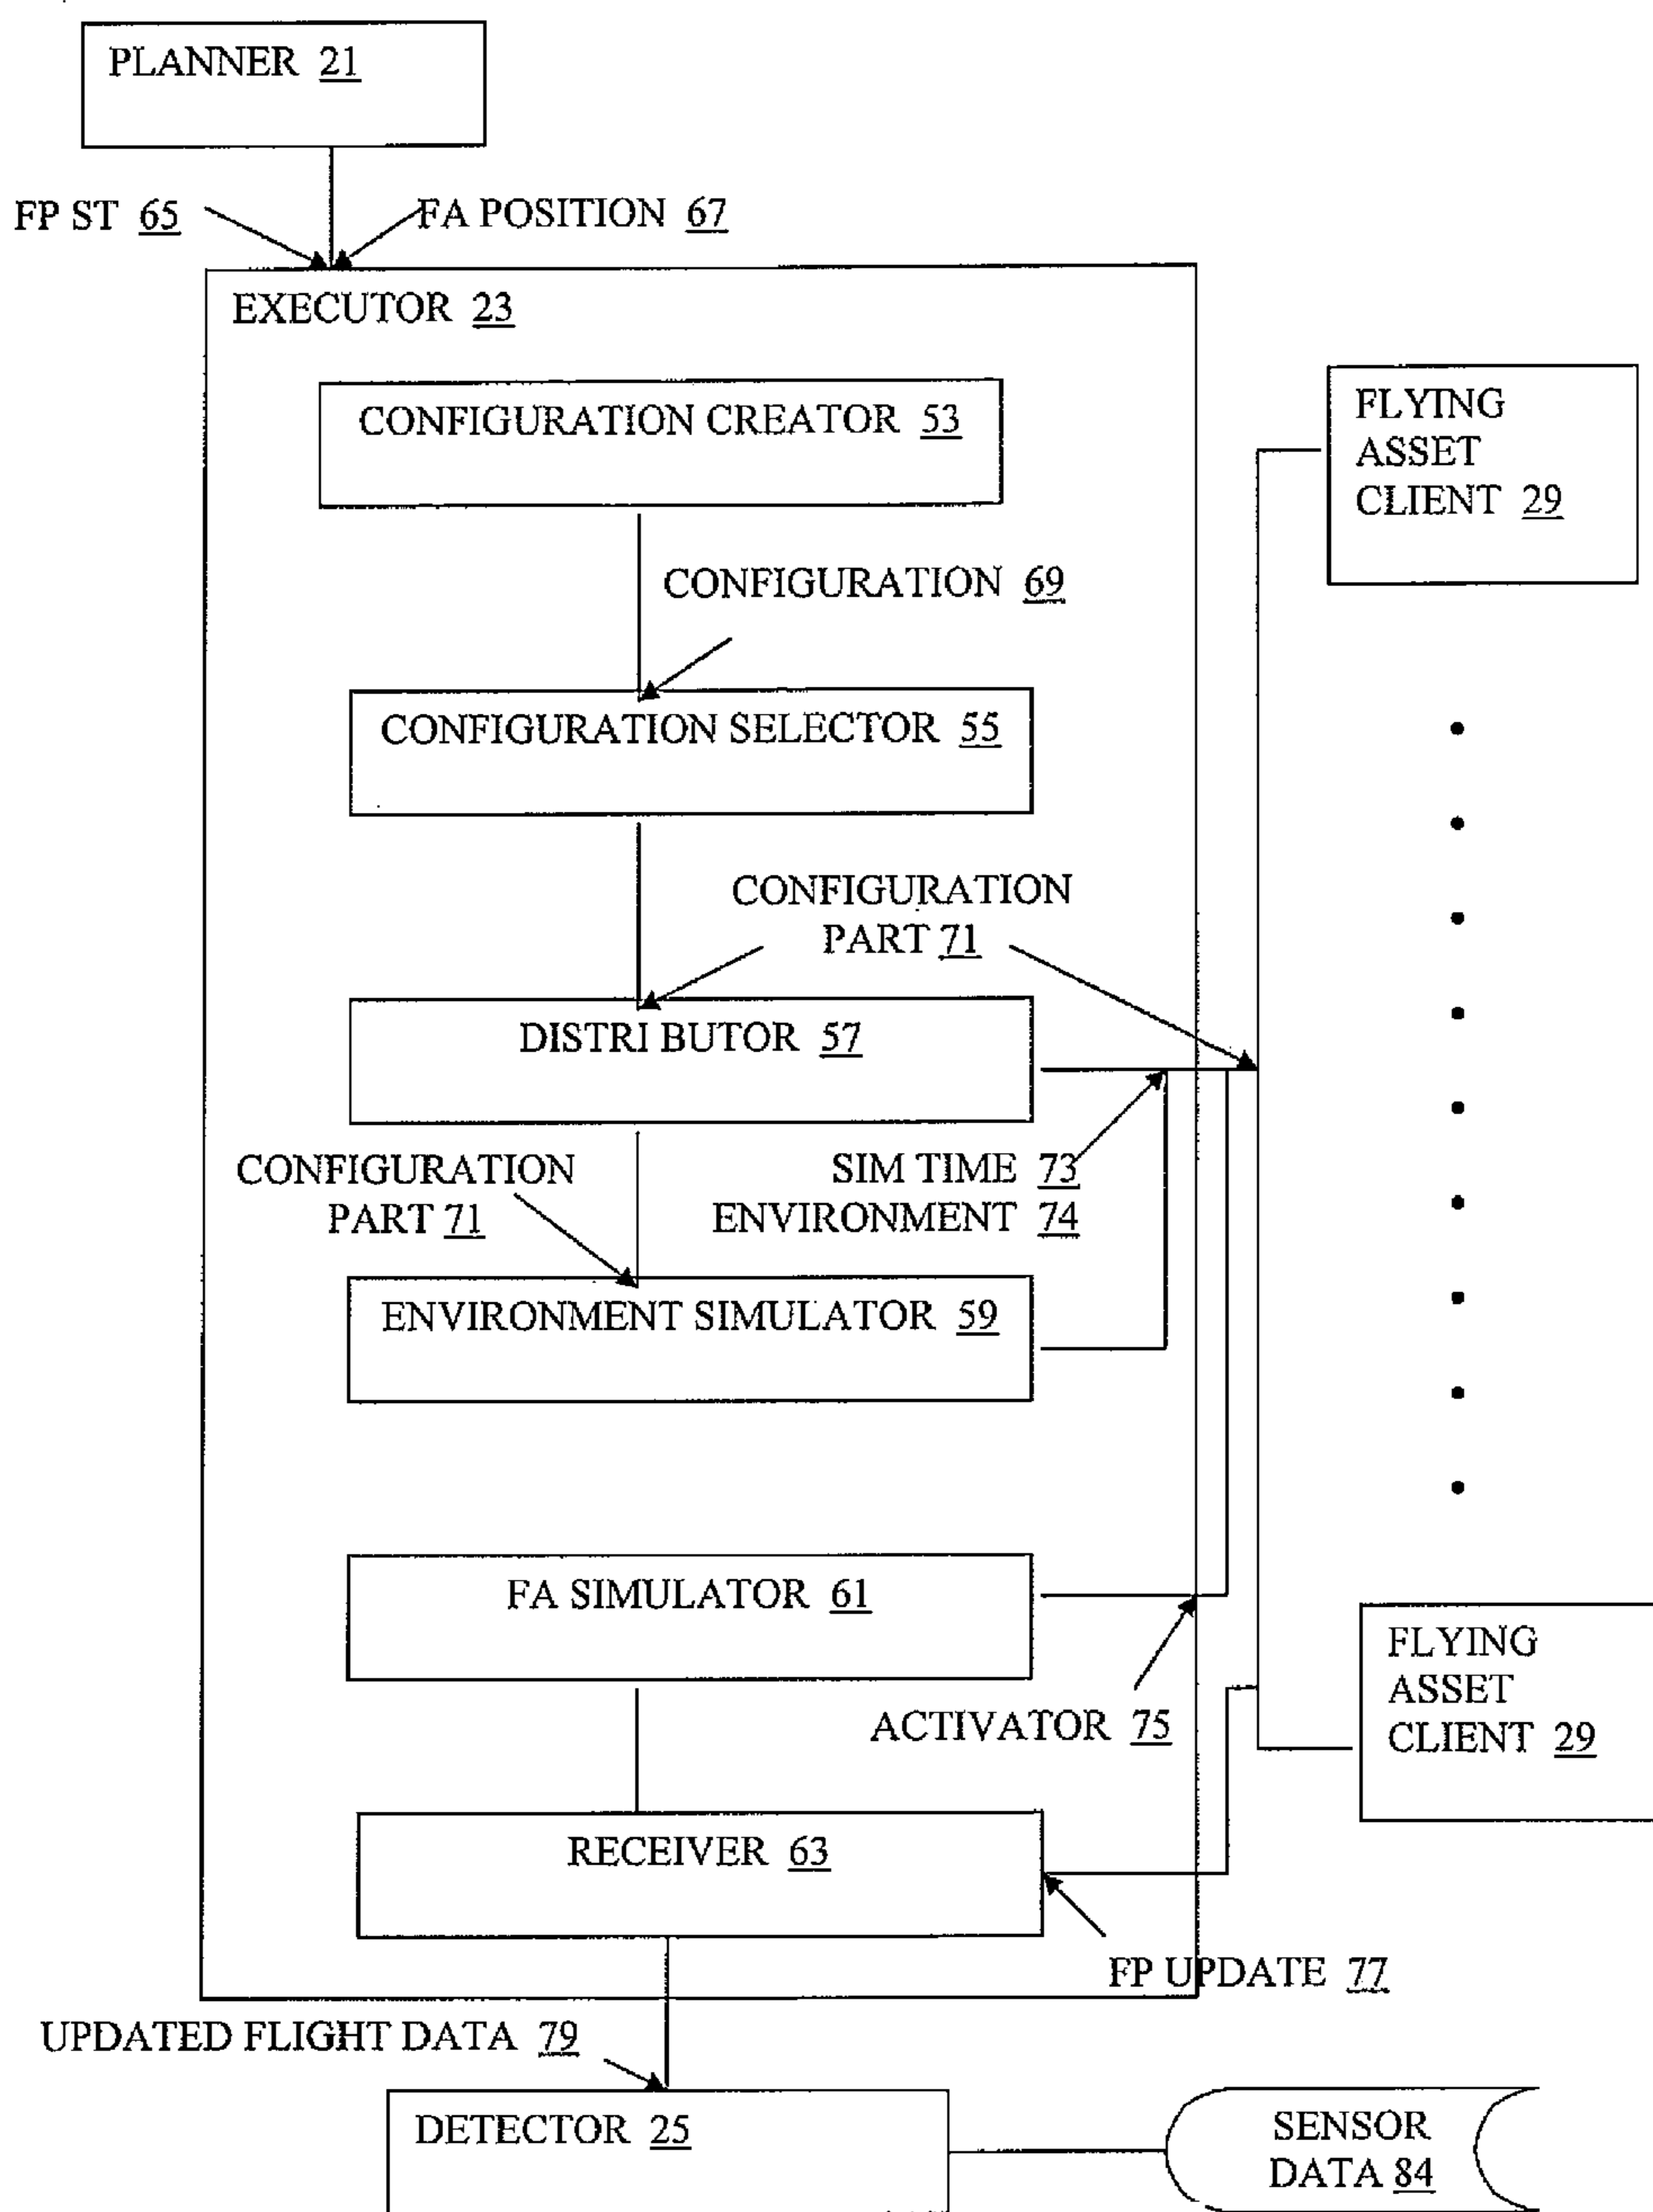 PLANNER 21
FP ST 65
FA POSITION 67
EXECUTOR 23
CONFIGURATION CREATOR 53
FLYING
ASSET
CLIENT 29
CONFIGURATION 69
CONFIGURATION SELECTOR 55
CONFIGURATION
PART 71
DISTRI BUTOR 57
CONFIGURATION
PART 71
SIM TIME 73
ENVIRONMENT 74
ENVIRONMENT SIMULATOR 59
FA SIMULATOR 61
FLYING
ASSET
CLIENT 29
ACTIVATOR 75
RECEIVER 63
FP UPDATE 77
UPDATED FLIGHT DATA 79
DETECTOR 25
SENSOR
DATA 84